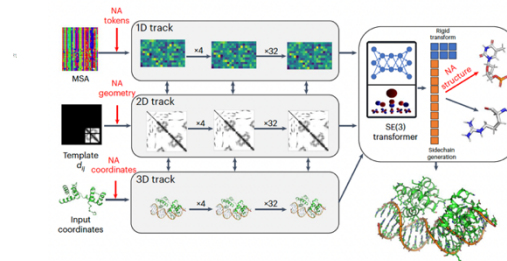 NA
tokens
MSA
1D track
×4
×32
NA
geometry
Template
dij
2D track
×4
×32
NA
coordinates
Input
coordinates
3D track
×4
×32
SE(3)
transformer
Rigid
transform
NA
structure
Sidechain
generation